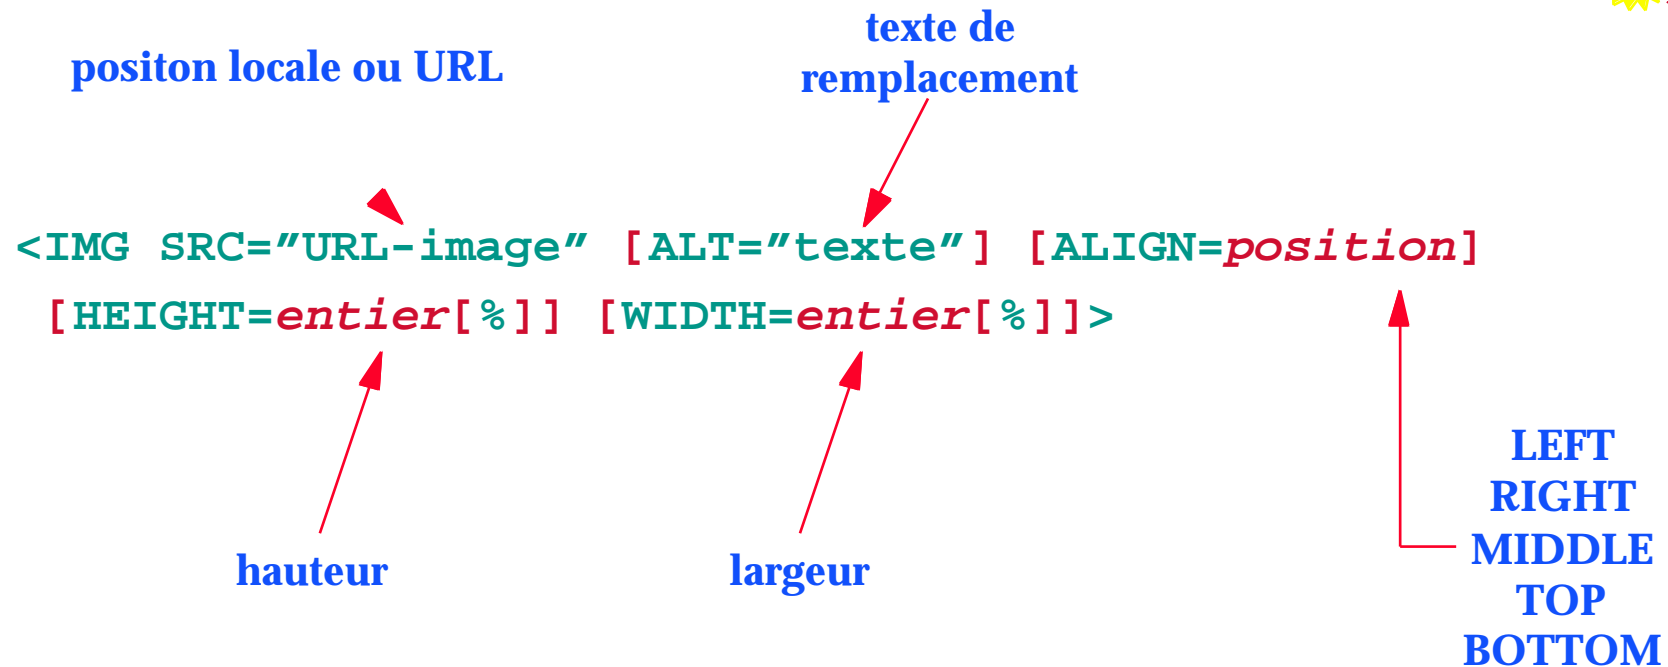 texte de
remplacement
positon locale ou URL
<IMG SRC=”URL-image” [ALT=”texte”] [ALIGN=position]
[HEIGHT=entier[%]] [WIDTH=entier[%]]>
hauteur
largeur
LEFT
RIGHT
MIDDLE
TOP
BOTTOM